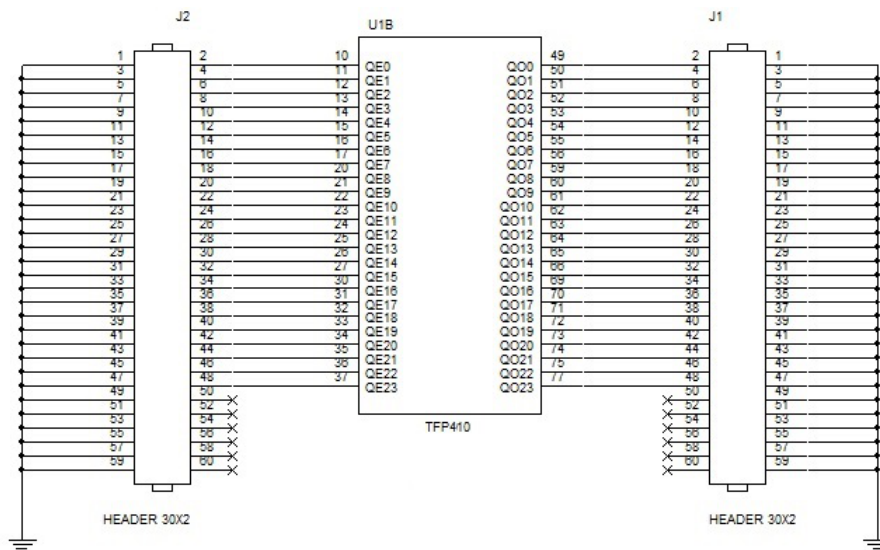 J2 U1B J1
1 2 10 QE0 QO0 49 2 1
3 4 11 QE1 QO1 50 4 3
5 6 12 QE2 QO2 51 6 5
7 8 13 QE3 QO3 52 8 7
9 10 14 QE4 QO4 53 10 9
11 12 15 QE5 QO5 54 12 11
13 14 16 QE6 QO6 55 14 13
15 16 17 QE7 QO7 56 16 15
17 18 20 QE8 QO8 59 18 17
19 20 21 QE9 QO9 60 20 19
21 22 22 QE10 QO10 61 22 21
23 24 23 QE11 QO11 62 24 23
25 26 24 QE12 QO12 63 26 25
27 28 25 QE13 QO13 64 28 27
29 30 26 QE14 QO14 65 30 29
31 32 27 QE15 QO15 66 32 31
33 34 30 QE16 QO16 69 34 33
35 36 31 QE17 QO17 70 36 35
37 38 32 QE18 QO18 71 38 37
39 40 33 QE19 QO19 72 40 39
41 42 34 QE20 QO20 73 42 41
43 44 35 QE21 QO21 74 44 43
45 46 36 QE22 QO22 75 46 45
47 48 37 QE23 QO23 77 48 47
49 50 50 49
51 52 52 51
53 54 54 53
55 56 56 55
57 58 58 57
59 60 60 59
TFP410
HEADER 30X2 HEADER 30X2